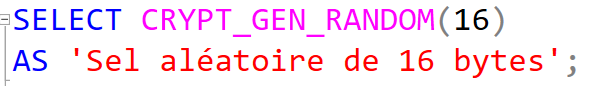 SELECT CRYPT_GEN_RANDOM(16)
AS 'Sel aléatoire de 16 bytes';